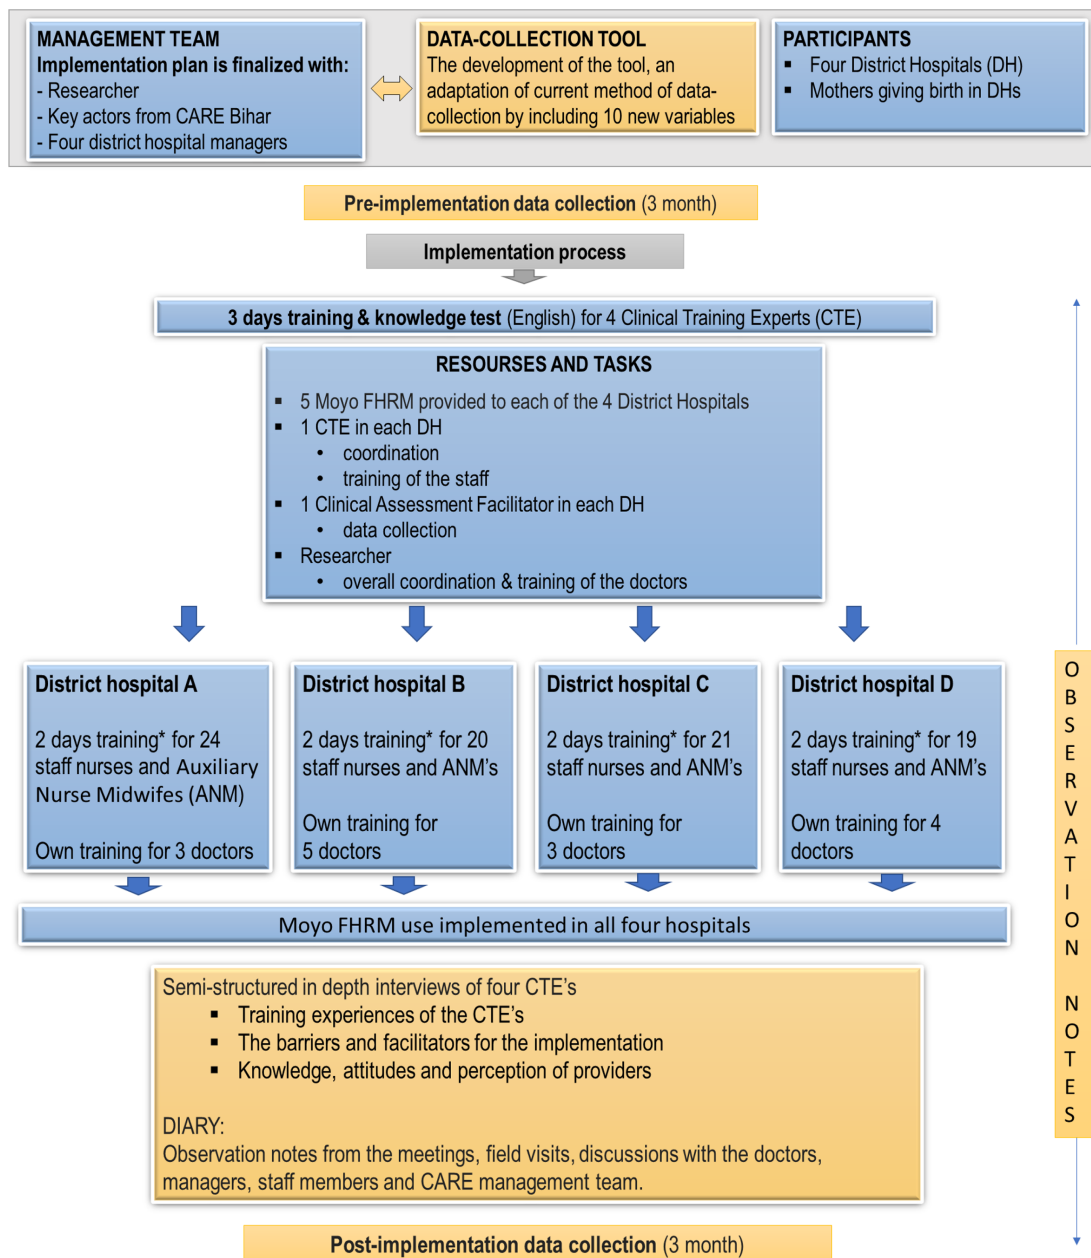 MANAGEMENT TEAM
Implementation plan is finalized with:
- Researcher
- Key actors from CARE Bihar
- Four district hospital managers
DATA-COLLECTION TOOL
The development of the tool, an
adaptation of current method of data-
collection by including 10 new variables
PARTICIPANTS
▪ Four District Hospitals (DH)
▪ Mothers giving birth in DHs
Pre-implementation data collection (3 month)
Implementation process
3 days training & knowledge test (English) for 4 Clinical Training Experts (CTE)
RESOURSES AND TASKS
▪ 5 Moyo FHRM provided to each of the 4 District Hospitals
▪ 1 CTE in each DH
• coordination
• training of the staff
▪ 1 Clinical Assessment Facilitator in each DH
• data collection
▪ Researcher
• overall coordination & training of the doctors
District hospital A
2 days training* for 24
staff nurses and Auxiliary
Nurse Midwifes (ANM)
Own training for 3 doctors
District hospital B
2 days training* for 20
staff nurses and ANM's
Own training for
5 doctors
District hospital C
2 days training* for 21
staff nurses and ANM's
Own training for
3 doctors
District hospital D
2 days training* for 19
staff nurses and ANM's
Own training for 4
doctors
Moyo FHRM use implemented in all four hospitals
Semi-structured in depth interviews of four CTE's
▪ Training experiences of the CTE's
▪ The barriers and facilitators for the implementation
▪ Knowledge, attitudes and perception of providers
DIARY:
Observation notes from the meetings, field visits, discussions with the doctors,
managers, staff members and CARE management team.
Post-implementation data collection (3 month)
OBSERVATION NOTES